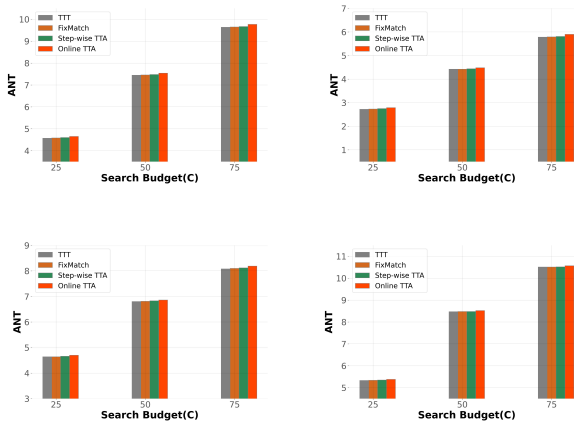 10
9
8
7
6
5
4
ANT
TTT
FixMatch
Step-wise TTA
Online TTA
25
50
75
Search Budget(C)
7
6
5
4
3
2
1
ANT
TTT
FixMatch
Step-wise TTA
Online TTA
25
50
75
Search Budget(C)
9
8
7
6
5
4
3
ANT
TTT
FixMatch
Step-wise TTA
Online TTA
25
50
75
Search Budget(C)
11
10
9
8
7
6
5
ANT
TTT
FixMatch
Step-wise TTA
Online TTA
25
50
75
Search Budget(C)